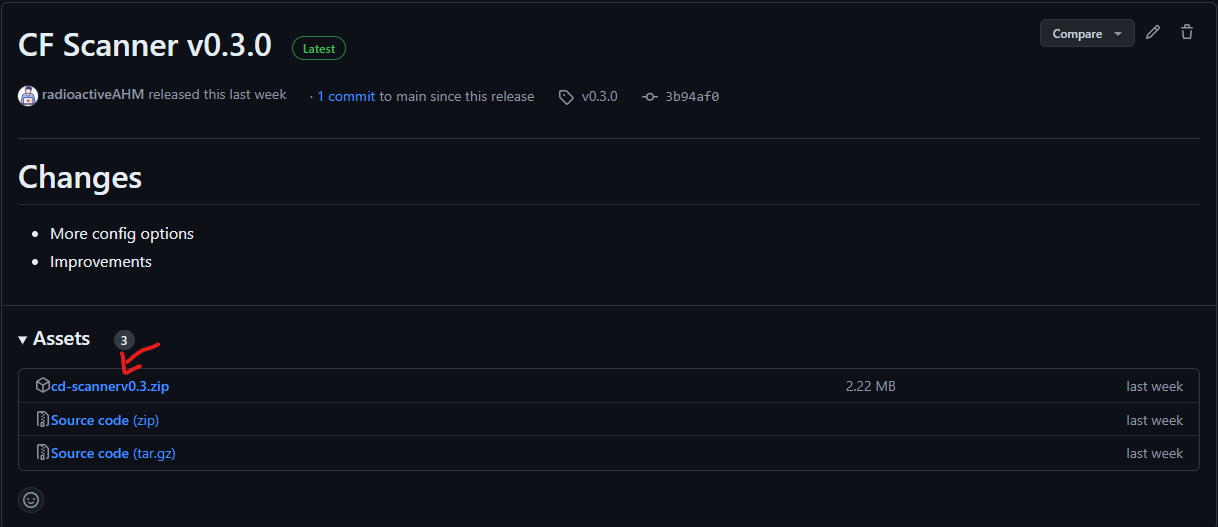 CF Scanner v0.3.0 Latest Compare
radioactiveAHM released this last week · 1 commit to main since this release v0.3.0 3b94af0
Changes
• More config options
• Improvements
Assets 3
cd-scannerv0.3.zip 2.22 MB last week
Source code (zip) last week
Source code (tar.gz) last week